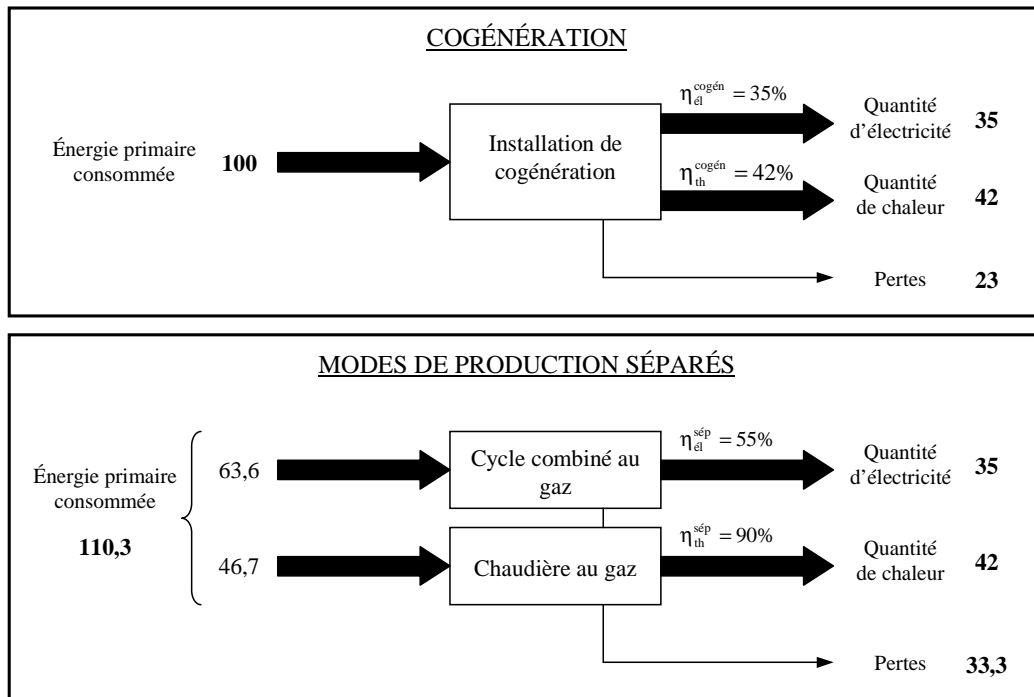 COGÉNÉRATION
Énergie primaire
consommée
100
Installation de
cogénération
η_él^cogén = 35%
Quantité
d'électricité
35
η_th^cogén = 42%
Quantité
de chaleur
42
Pertes
23
MODES DE PRODUCTION SÉPARÉS
Énergie primaire
consommée
110,3
63,6
Cycle combiné au
gaz
η_él^sép = 55%
Quantité
d'électricité
35
46,7
Chaudière au gaz
η_th^sép = 90%
Quantité
de chaleur
42
Pertes
33,3